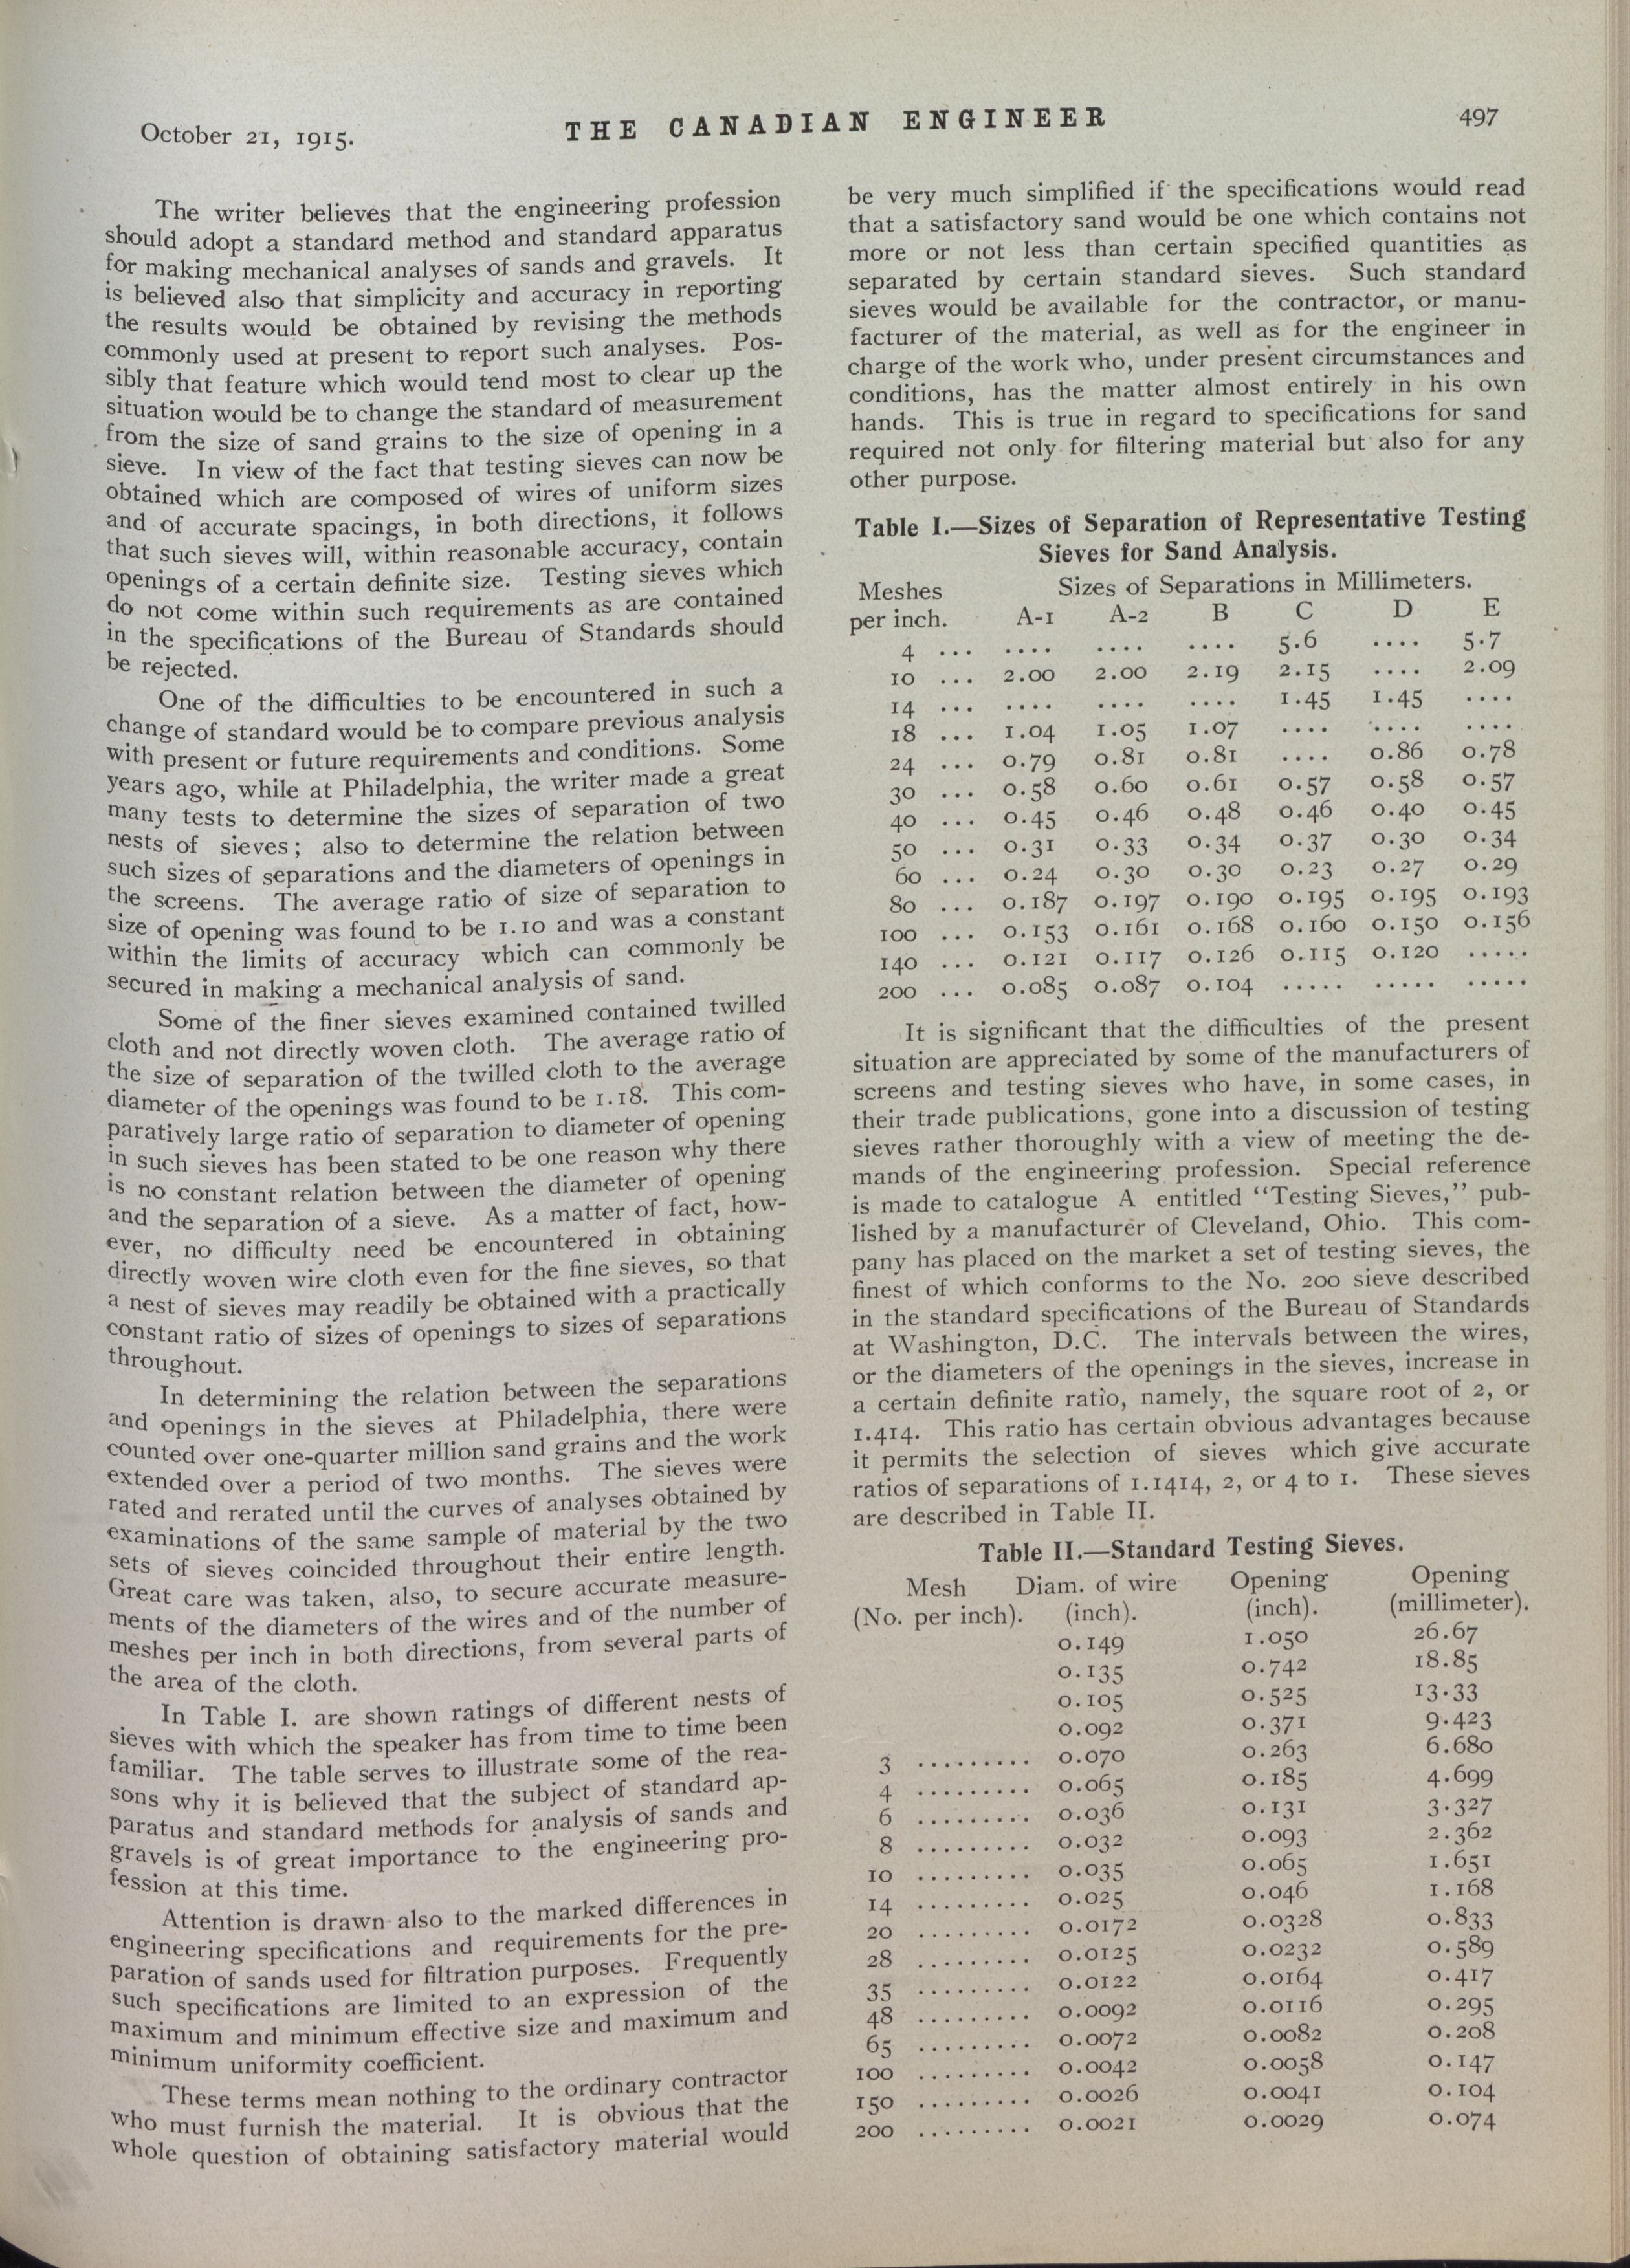 October 21, 1915.
THE CANADIAN ENGINEER
497
The writer believes that the engineering profession
should adopt a standard method and standard apparatus
for making mechanical analyses of sands and gravels. It
is believed also that simplicity and accuracy in reporting
the results would be obtained by revising the methods
commonly used at present to report such analyses. Pos-
sibly that feature which would tend most to clear up the
situation would be to change the standard of measurement
from the size of sand grains to the size of opening in a
sieve. In view of the fact that testing sieves can now be
obtained which are composed of wires of uniform sizes
and of accurate spacings, in both directions, it follows
that such sieves will, within reasonable accuracy, contain
openings of a certain definite size. Testing sieves which
do not come within such requirements as are contained
in the specifications of the Bureau of Standards should
be rejected.
One of the difficulties to be encountered in such a
change of standard would be to compare previous analysis
with present or future requirements and conditions. Some
years ago, while at Philadelphia, the writer made a great
many tests to determine the sizes of separation of two
nests of sieves; also to determine the relation between
such sizes of separations and the diameters of openings in
the screens. The average ratio of size of separation to
size of opening was found to be 1.10 and was a constant
within the limits of accuracy which can commonly be
secured in making a mechanical analysis of sand.
Some of the finer sieves examined contained twilled
cloth and not directly woven cloth. The average ratio of
the size of separation of the twilled cloth to the average
diameter of the openings was found to be 1.18. This com-
paratively large ratio of separation to diameter of opening
in such sieves has been stated to be one reason why there
is no constant relation between the diameter of opening
and the separation of a sieve. As a matter of fact, how-
ever, no difficulty need be encountered in obtaining
directly woven wire cloth even for the fine sieves, so that
a nest of sieves may readily be obtained with a practically
constant ratio of sizes of openings to sizes of separations
throughout.
In determining the relation between the separations
and openings in the sieves at Philadelphia, there were
counted over one-quarter million sand grains and the work
extended over a period of two months. The sieves were
rated and rerated until the curves of analyses obtained by
examinations of the same sample of material by the two
sets of sieves coincided throughout their entire length.
Great care was taken, also, to secure accurate measure-
ments of the diameters of the wires and of the number of
meshes per inch in both directions, from several parts of
the area of the cloth.
In Table I. are shown ratings of different nests of
sieves with which the speaker has from time to time been
familiar. The table serves to illustrate some of the rea-
sons why it is believed that the subject of standard ap-
paratus and standard methods for analysis of sands and
gravels is of great importance to the engineering pro-
fession at this time.
Attention is drawn also to the marked differences in
engineering specifications and requirements for the pre-
paration of sands used for filtration purposes. Frequently
such specifications are limited to an expression of the
maximum and minimum effective size and maximum and
minimum uniformity coefficient.
These terms mean nothing to the ordinary contractor
who must furnish the material. It is obvious that the
whole question of obtaining satisfactory material would
be very much simplified if the specifications would read
that a satisfactory sand would be one which contains not
more or not less than certain specified quantities as
separated by certain standard sieves. Such standard
sieves would be available for the contractor, or manu-
facturer of the material, as well as for the engineer in
charge of the work who, under present circumstances and
conditions, has the matter almost entirely in his own
hands. This is true in regard to specifications for sand
required not only for filtering material but also for any
other purpose.
Table I.—Sizes of Separation of Representative Testing
Sieves for Sand Analysis.
Meshes Sizes of Separations in Millimeters.
per inch. A-1 A-2 B C D E
4 ... .... .... .... 5.6 .... 5.7
10 ... 2.00 2.00 2.19 2.15 .... 2.09
14 ... .... .... .... 1.45 1.45 ....
18 ... 1.04 1.05 1.07 .... .... ....
24 ... 0.79 0.81 0.81 .... 0.86 0.78
30 ... 0.58 0.60 0.61 0.57 0.58 0.57
40 ... 0.45 0.46 0.48 0.46 0.40 0.45
50 ... 0.31 0.33 0.34 0.37 0.30 0.34
60 ... 0.24 0.30 0.30 0.23 0.27 0.29
80 ... 0.187 0.197 0.190 0.195 0.195 0.193
100 ... 0.153 0.161 0.168 0.160 0.150 0.156
140 ... 0.121 0.117 0.126 0.115 0.120 .....
200 ... 0.085 0.087 0.104 ..... ..... .....
It is significant that the difficulties of the present
situation are appreciated by some of the manufacturers of
screens and testing sieves who have, in some cases, in
their trade publications, gone into a discussion of testing
sieves rather thoroughly with a view of meeting the de-
mands of the engineering profession. Special reference
is made to catalogue A entitled "Testing Sieves," pub-
lished by a manufacturer of Cleveland, Ohio. This com-
pany has placed on the market a set of testing sieves, the
finest of which conforms to the No. 200 sieve described
in the standard specifications of the Bureau of Standards
at Washington, D.C. The intervals between the wires,
or the diameters of the openings in the sieves, increase in
a certain definite ratio, namely, the square root of 2, or
1.414. This ratio has certain obvious advantages because
it permits the selection of sieves which give accurate
ratios of separations of 1.1414, 2, or 4 to 1. These sieves
are described in Table II.
Table II.—Standard Testing Sieves.
Mesh Diam. of wire Opening Opening
(No. per inch). (inch). (inch). (millimeter).
0.149 1.050 26.67
0.135 0.742 18.85
0.105 0.525 13.33
0.092 0.371 9.423
3 ......... 0.070 0.263 6.680
4 ......... 0.065 0.185 4.699
6 ......... 0.036 0.131 3.327
8 ......... 0.032 0.093 2.362
10 ......... 0.035 0.065 1.651
14 ......... 0.025 0.046 1.168
20 ......... 0.0172 0.0328 0.833
28 ......... 0.0125 0.0232 0.589
35 ......... 0.0122 0.0164 0.417
48 ......... 0.0092 0.0116 0.295
65 ......... 0.0072 0.0082 0.208
100 ......... 0.0042 0.0058 0.147
150 ......... 0.0026 0.0041 0.104
200 ......... 0.0021 0.0029 0.074